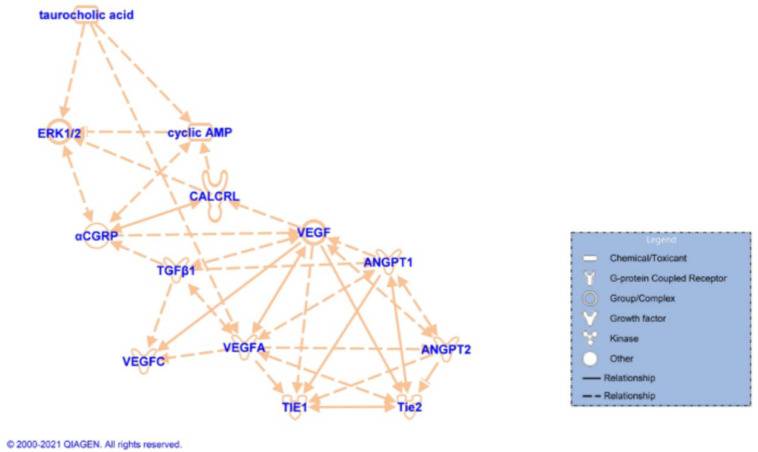 taurocholic acid
ERK1/2
cyclic AMP
CALCRL
αCGRP
VEGF
TGFβ1
ANGPT1
VEGFC
VEGFA
ANGPT2
TIE1
Tie2
Legend
Chemical/Toxicant
G-protein Coupled Receptor
Group/Complex
Growth factor
Kinase
Other
Relationship
Relationship
© 2000-2021 QIAGEN. All rights reserved.